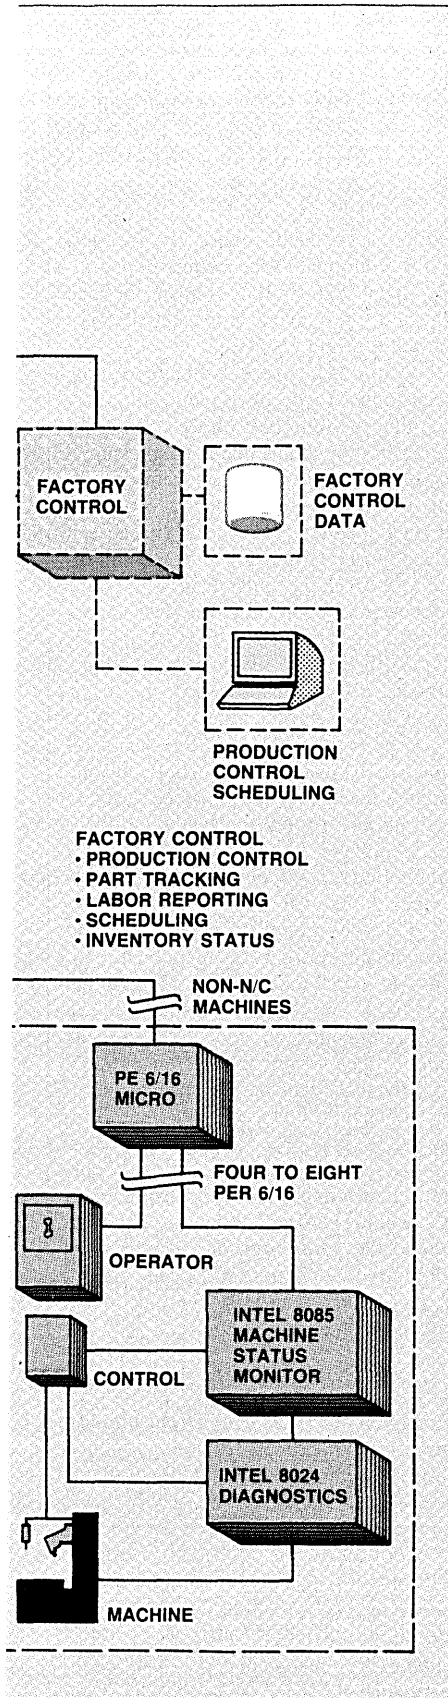 FACTORY
CONTROL
FACTORY
CONTROL
DATA
PRODUCTION
CONTROL
SCHEDULING
FACTORY CONTROL
• PRODUCTION CONTROL
• PART TRACKING
• LABOR REPORTING
• SCHEDULING
• INVENTORY STATUS
NON-N/C
MACHINES
PE 6/16
MICRO
FOUR TO EIGHT
PER 6/16
OPERATOR
INTEL 8085
MACHINE
STATUS
MONITOR
CONTROL
INTEL 8024
DIAGNOSTICS
MACHINE